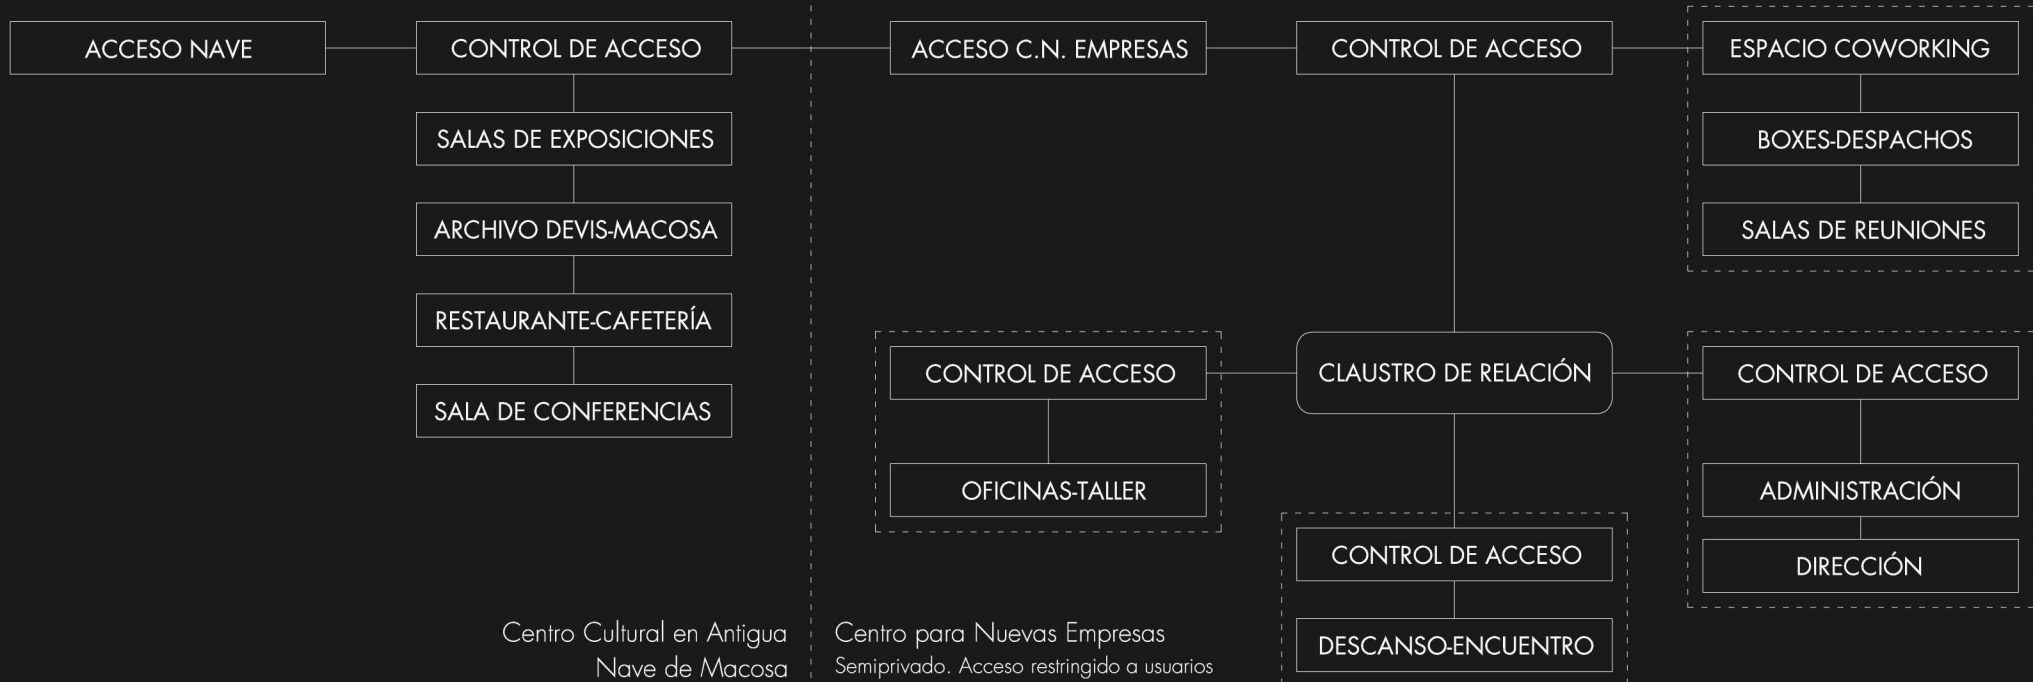 ACCESO NAVE
CONTROL DE ACCESO
ACCESO C.N. EMPRESAS
CONTROL DE ACCESO
ESPACIO COWORKING
SALAS DE EXPOSICIONES
BOXES-DESPACHOS
ARCHIVO DEVIS-MACOSA
SALAS DE REUNIONES
RESTAURANTE-CAFETERÍA
CONTROL DE ACCESO
CLAUSTRO DE RELACIÓN
CONTROL DE ACCESO
SALA DE CONFERENCIAS
OFICINAS-TALLER
ADMINISTRACIÓN
CONTROL DE ACCESO
DIRECCIÓN
DESCANSO-ENCUENTRO
Centro Cultural en Antigua
Nave de Macosa
Centro para Nuevas Empresas
Semiprivado. Acceso restringido a usuarios